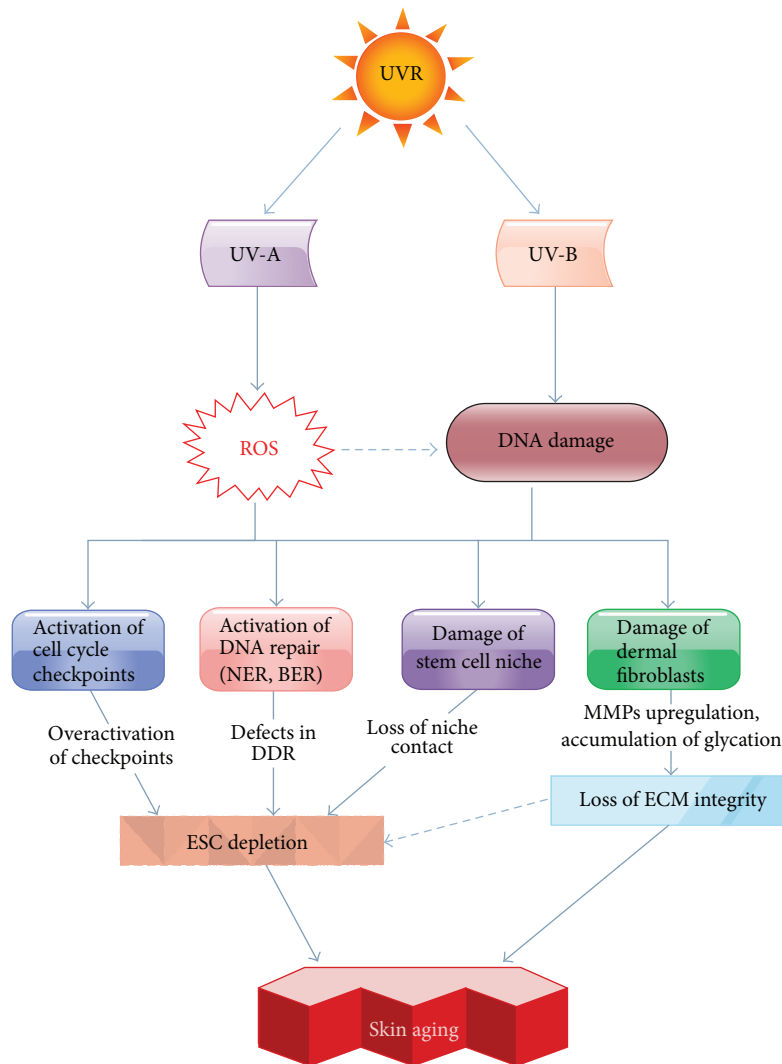 UVR
UV-A
UV-B
ROS
DNA damage
Activation of
cell cycle
checkpoints
Activation of
DNA repair
(NER, BER)
Damage of
stem cell niche
Damage of
dermal
fibroblasts
Overactivation
of checkpoints
Defects in
DDR
Loss of niche
contact
MMPs upregulation,
accumulation of glycation
ESC depletion
Loss of ECM integrity
Skin aging